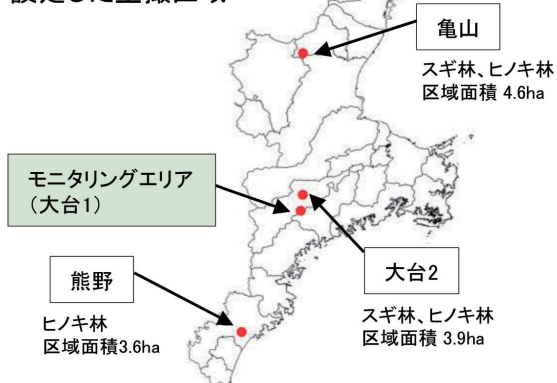 設定した空撮区域
亀山
スギ林、ヒノキ林
区域面積 4.6ha
モニタリングエリア
（大台1）
熊野
ヒノキ林
区域面積3.6ha
大台2
スギ林、ヒノキ林
区域面積 3.9ha